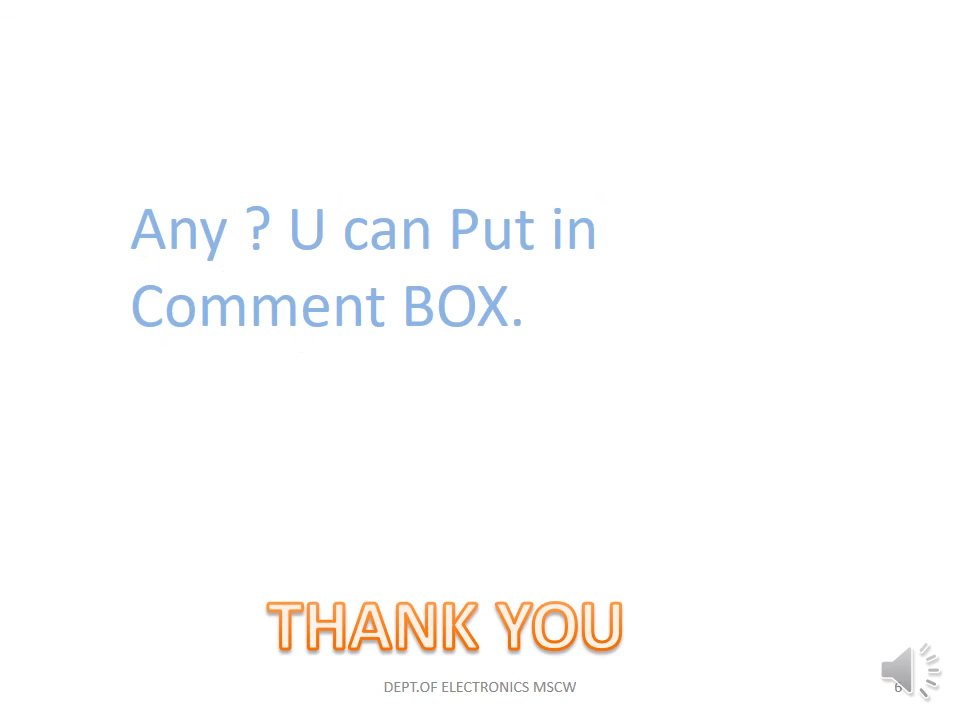 Any ? U can Put in
Comment BOX.
THANK YOU
DEPT.OF ELECTRONICS MSCW
6